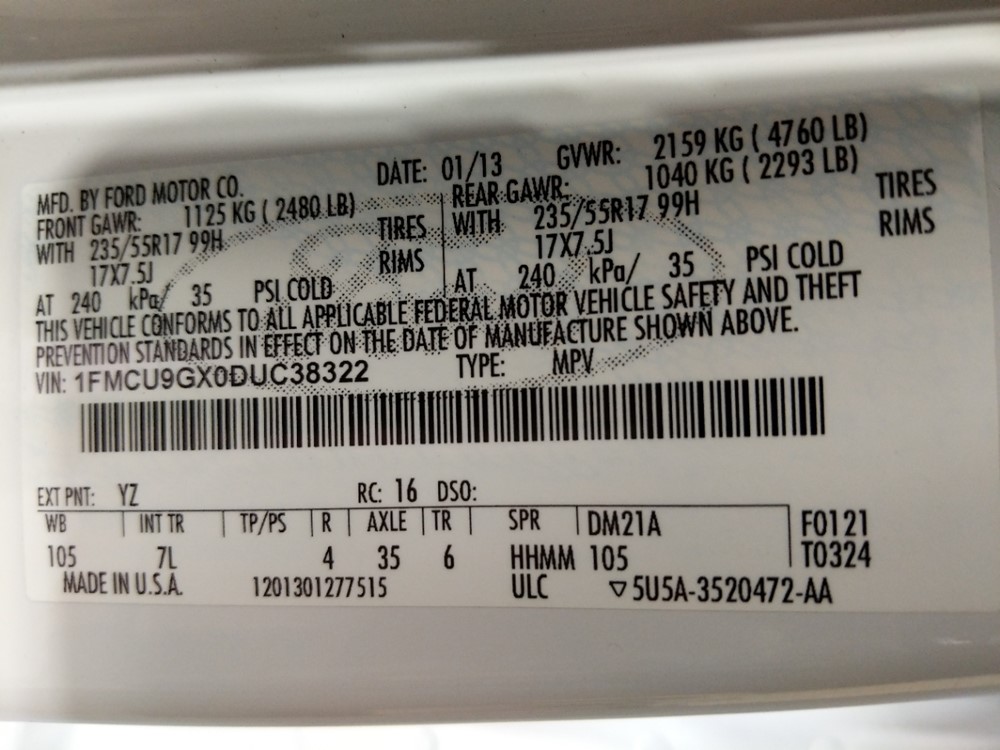 MFD. BY FORD MOTOR CO. DATE: 01/13 GVWR: 2159 KG ( 4760 LB)
FRONT GAWR: 1125 KG ( 2480 LB) REAR GAWR: 1040 KG ( 2293 LB)
WITH 235/55R17 99H TIRES WITH 235/55R17 99H TIRES
17X7.5J RIMS 17X7.5J RIMS
AT 240 kPa/ 35 PSI COLD AT 240 kPa/ 35 PSI COLD
THIS VEHICLE CONFORMS TO ALL APPLICABLE FEDERAL MOTOR VEHICLE SAFETY AND THEFT
PREVENTION STANDARDS IN EFFECT ON THE DATE OF MANUFACTURE SHOWN ABOVE.
VIN: 1FMCU9GX0DUC38322 TYPE: MPV
EXT PNT: YZ RC: 16 DSO:
WB INT TR TP/PS R AXLE TR SPR DM21A F0121
105 7L 4 35 6 HHMM 105 T0324
MADE IN U.S.A. 1201301277515 ULC ▽5U5A-3520472-AA